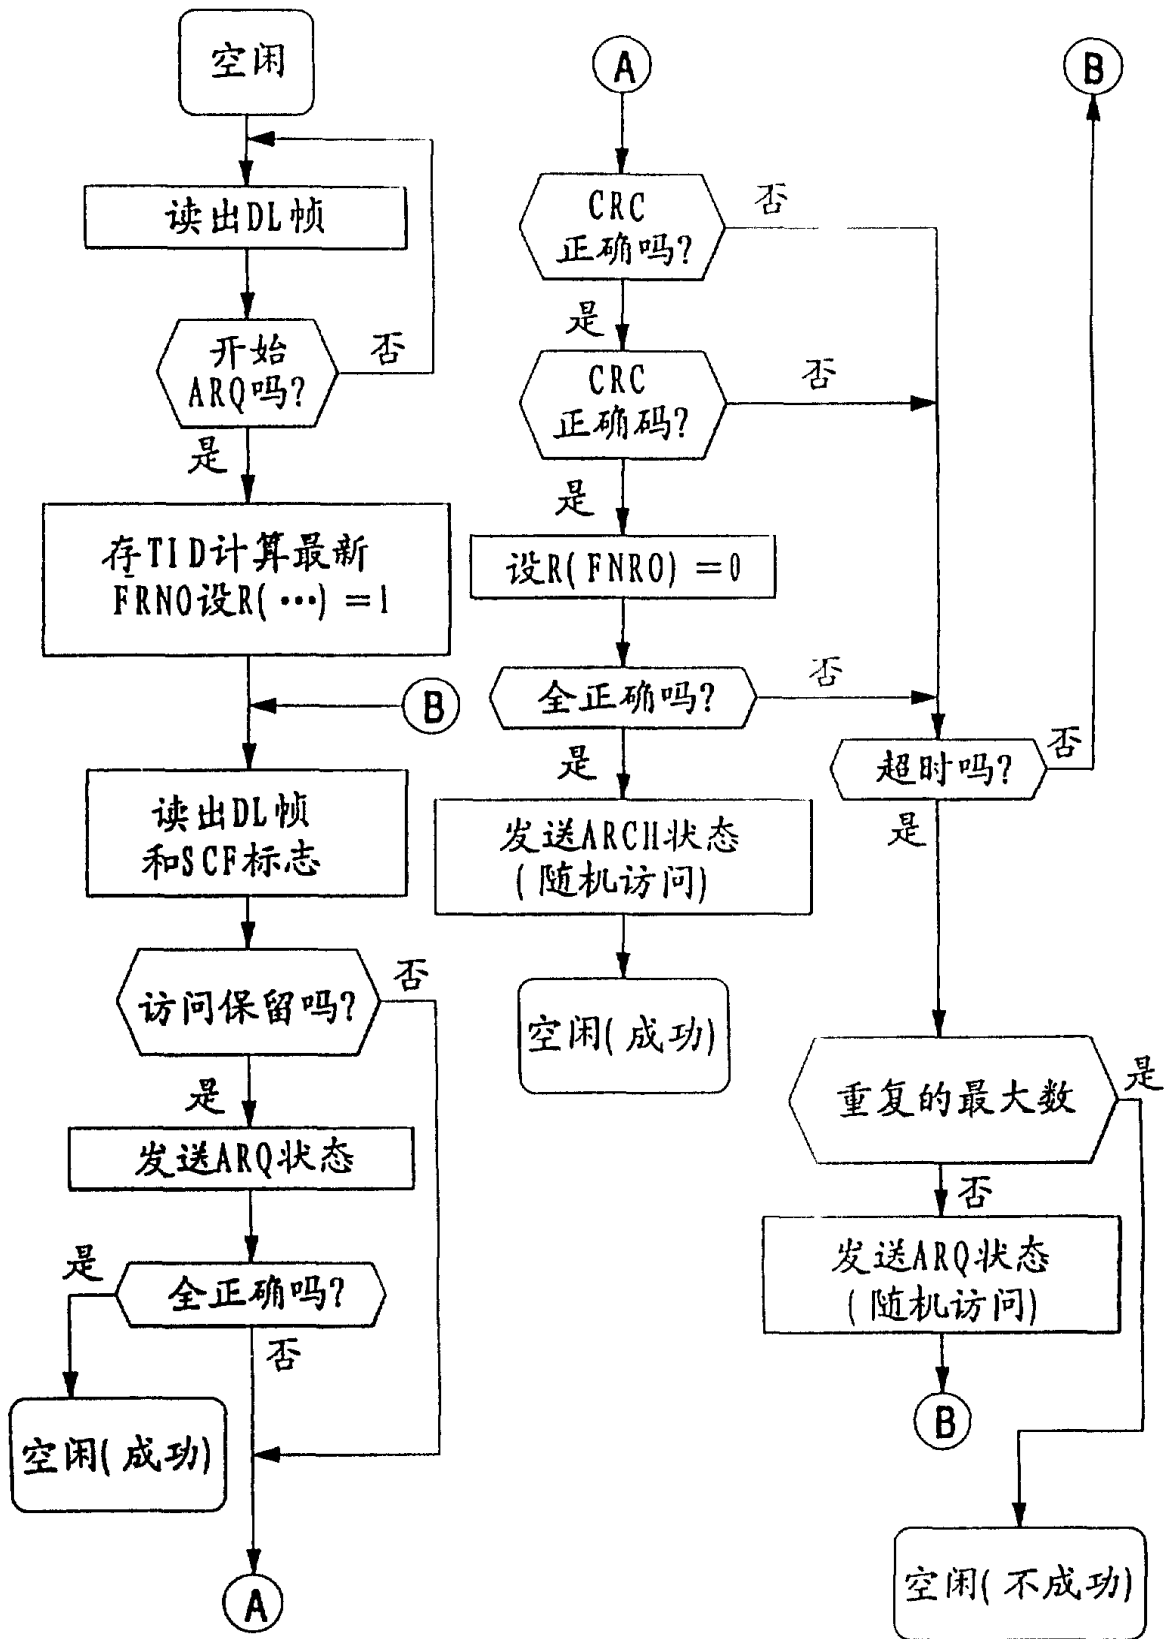 空闲
读出DL帧
开始
ARQ吗?
否
是
存TID计算最新
FRNO设R(…)=1
B
读出DL帧
和SCF标志
访问保留吗?
否
是
发送ARQ状态
全正确吗?
是
否
空闲(成功)
A
A
CRC
正确吗?
否
是
CRC
正确码?
否
是
设R(FNRO)=0
全正确吗?
否
是
发送ARCH状态
(随机访问)
空闲(成功)
B
超时吗?
否
是
重复的最大数
是
否
发送ARQ状态
(随机访问)
B
空闲(不成功)